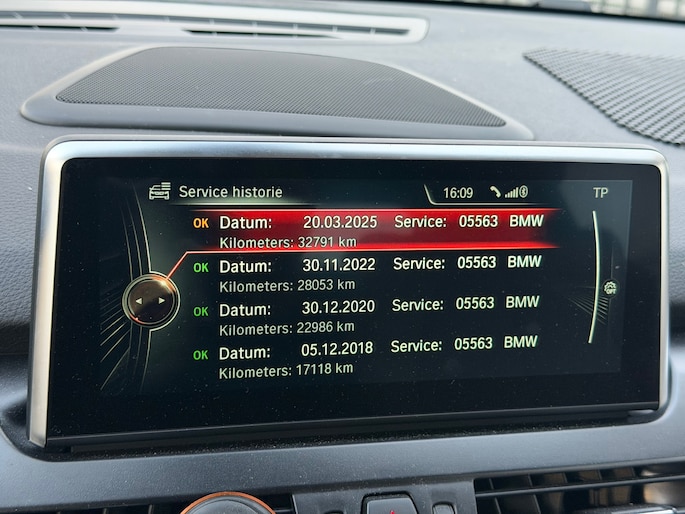 Service historie
16:09
TP
OK Datum: 20.03.2025 Service: 05563 BMW
Kilometers: 32791 km
OK Datum: 30.11.2022 Service: 05563 BMW
Kilometers: 28053 km
OK Datum: 30.12.2020 Service: 05563 BMW
Kilometers: 22986 km
OK Datum: 05.12.2018 Service: 05563 BMW
Kilometers: 17118 km